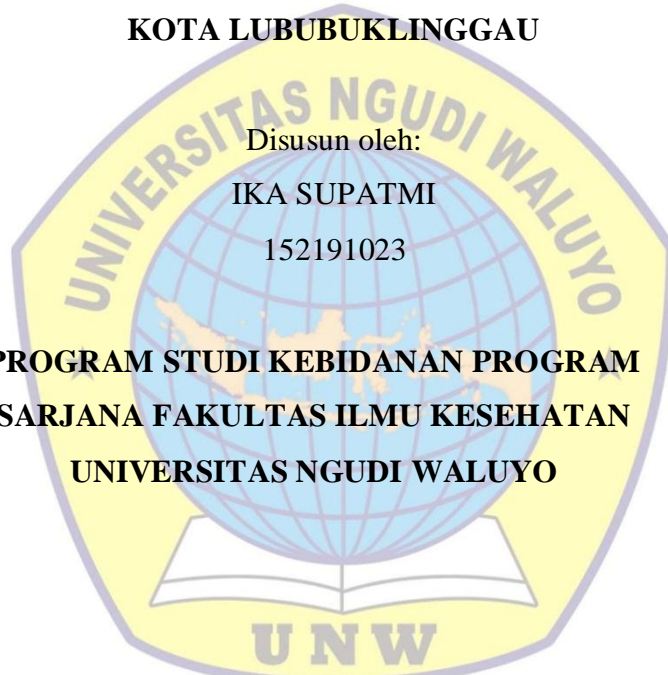 KOTA LUBUBUKLINGGAU
UNIVERSITAS NGUDI WALUYO
Disusun oleh:
IKA SUPATMI
152191023
PROGRAM STUDI KEBIDANAN PROGRAM
SARJANA FAKULTAS ILMU KESEHATAN
UNIVERSITAS NGUDI WALUYO
UNW